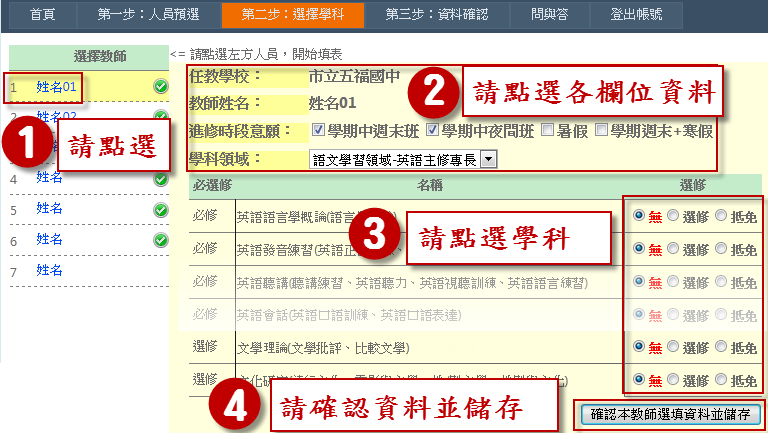 首頁 第一步：人員預選 第二步：選擇學科 第三步：資料確認 問與答 登出帳號
選擇教師
<= 請點選左方人員，開始填表
1 姓名01
2 姓名02
4 姓名
5 姓名
6 姓名
7 姓名
1 請點選
任教學校： 市立五福國中
教師姓名： 姓名01
進修時段意願： 學期中週末班 學期中夜間班 暑假 學期週末+寒假
學科領域： 語文學習領域-英語主修專長
2 請點選各欄位資料
必選修 名稱 選修
必修 英語語言學概論(語言 無 選修 抵免
必修 英語發音練習(英語正 無 選修 抵免
3 請點選學科
必修 英語聽講(聽講練習、英語聽力、英語視聽訓練、英語語言練習) 無 選修 抵免
必修 英語會話(英語口語訓練、英語口語表達) 無 選修 抵免
選修 文學理論(文學批評、比較文學) 無 選修 抵免
選修 無 選修 抵免
4 請確認資料並儲存
確認本教師選填資料並儲存